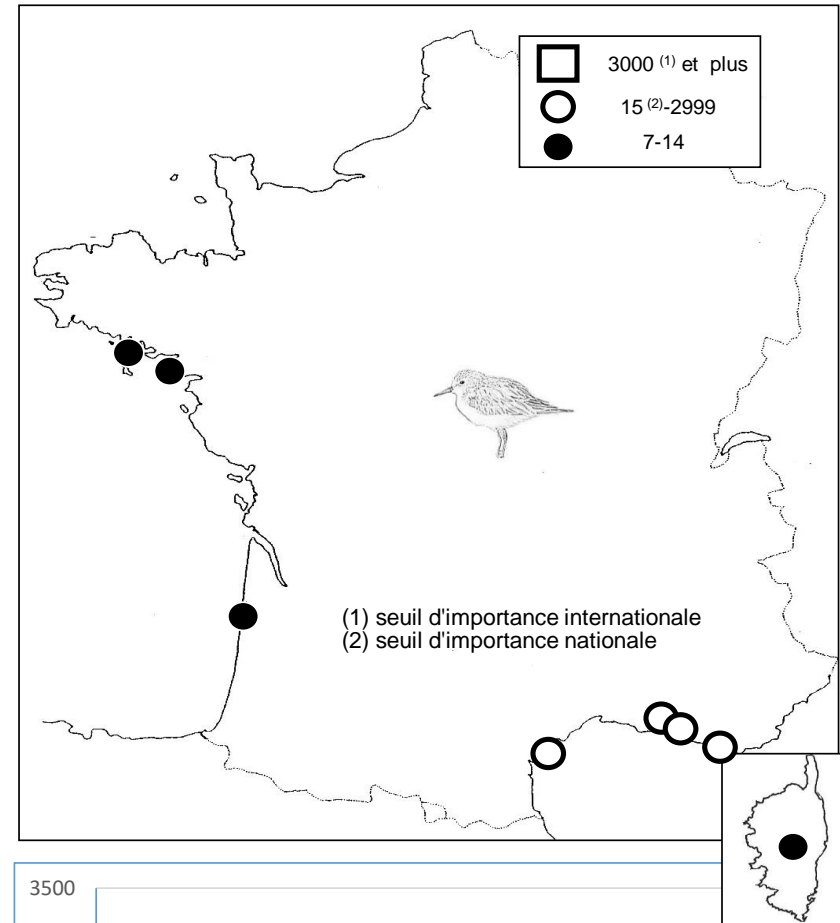 3000 (1) et plus
15 (2)-2999
7-14
(1) seuil d'importance internationale
(2) seuil d'importance nationale
3500